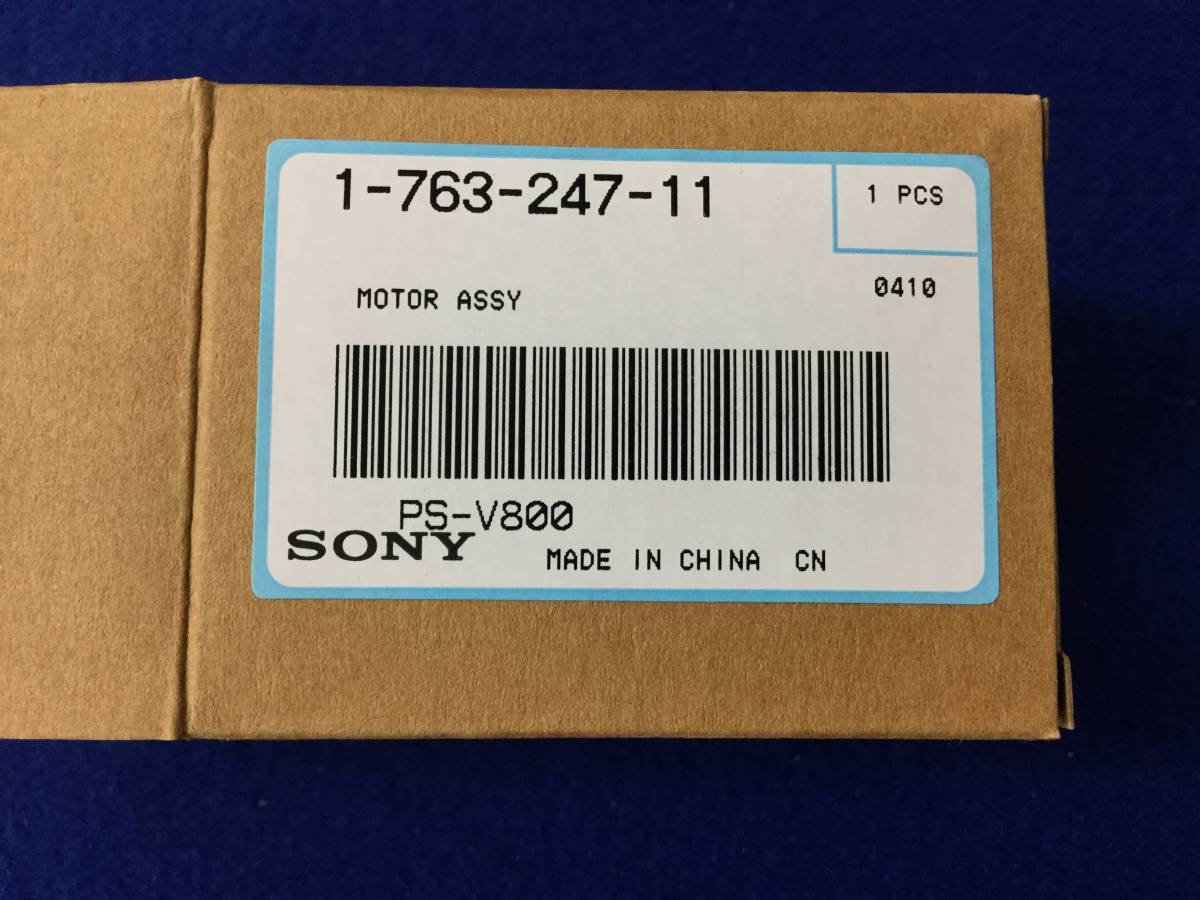 1-763-247-11
1 PCS
MOTOR ASSY
0410
PS-V800
SONY
MADE IN CHINA CN